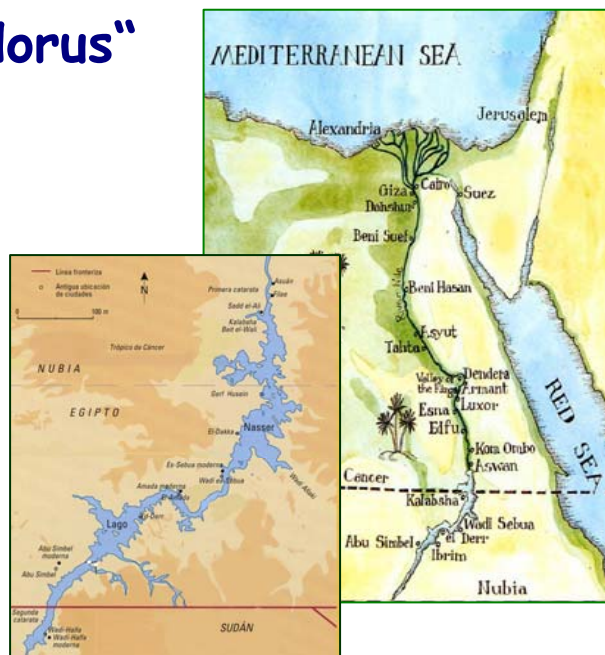 MEDITERRANEAN SEA
Jerusalem
Alexandria
Giza
Cairo
Suez
Dahshur
Beni Suef
Beni Hasan
Asyut
Tahta
Dendera
Valley of the Kings
Armant
Luxor
Esna
Edfu
Kom Ombo
Aswan
RED SEA
Cancer
Kalabsha
Wadi Sebua
el Derr
Abu Simbel
Ibrim
Nubia
Línea fronteriza
Antigua ubicación
de ciudades
N
0
Asuán
Primera catarata
Filae
Sadd el-Ali
Kalabsha
Beit el-Wali
Trópico de Cáncer
NUBIA
Gerf Husein
EGIPTO
El-Dakka
Nasser
Es-Sebua moderna
Wadi es-Sebua
Amada moderna
Wadi Allaki
Lago
Abu Simbel
moderna
Abu Simbel
Segunda
catarata
Wadi-Halfa
Wadi-Halfa
moderna
SUDÁN